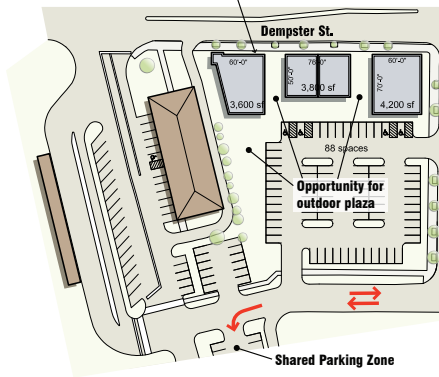 Dempster St.
60'-0"
76'-0"
60'-0"
50'-0"
70'-0"
3,600 sf
3,800 sf
4,200 sf
88 spaces
Opportunity for
outdoor plaza
Shared Parking Zone